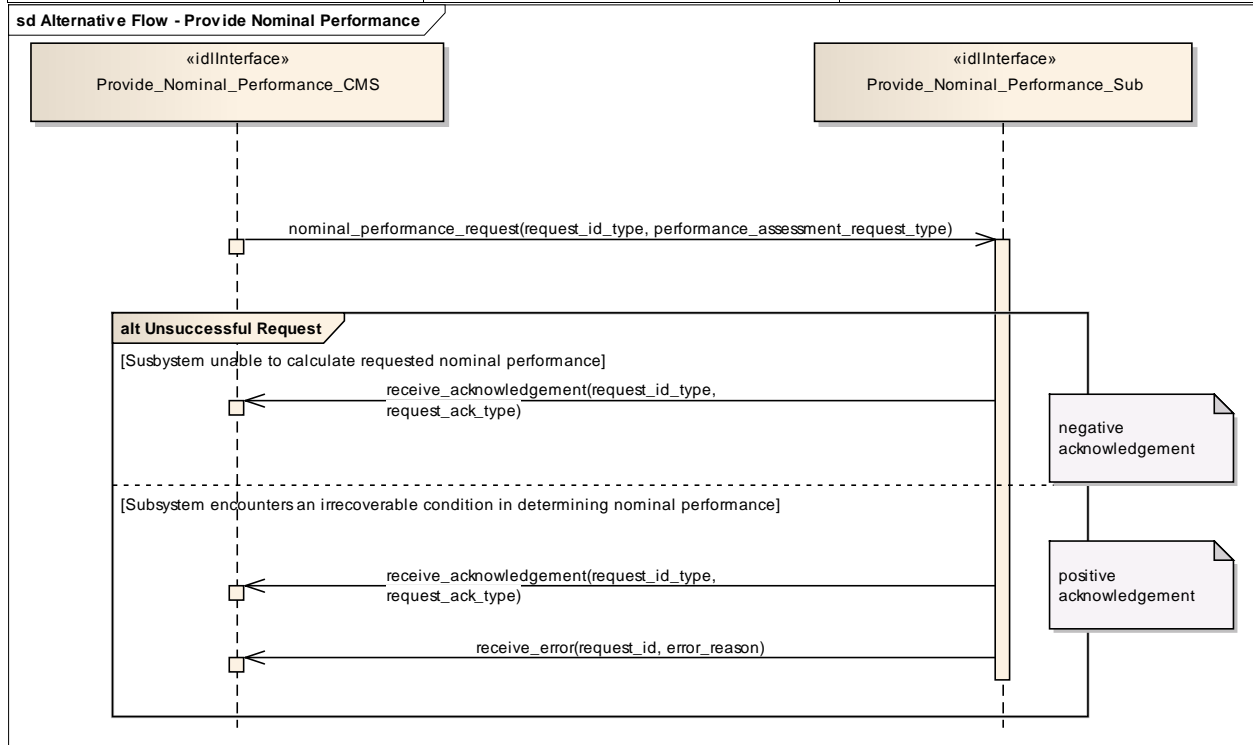 sd Alternative Flow - Provide Nominal Performance
«idlInterface»
Provide_Nominal_Performance_CMS
«idlInterface»
Provide_Nominal_Performance_Sub
nominal_performance_request(request_id_type, performance_assessment_request_type)
alt Unsuccessful Request
[Susbystem unable to calculate requested nominal performance]
receive_acknowledgement(request_id_type,
request_ack_type)
negative
acknowledgement
[Subsystem encounters an irrecoverable condition in determining nominal performance]
receive_acknowledgement(request_id_type,
request_ack_type)
positive
acknowledgement
receive_error(request_id, error_reason)